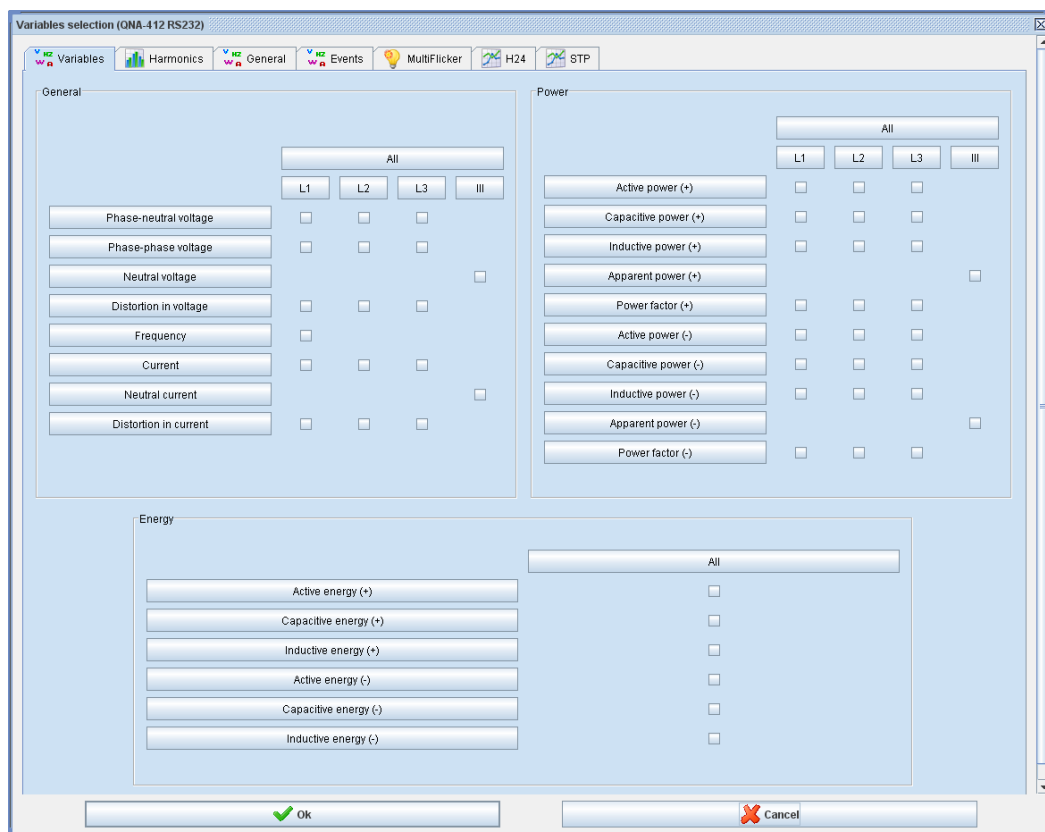 Variables selection (QNA-412 RS232)
Variables Harmonics General Events MultiFlicker H24 STP
General
All
L1 L2 L3 III
Phase-neutral voltage
Phase-phase voltage
Neutral voltage
Distortion in voltage
Frequency
Current
Neutral current
Distortion in current
Power
All
L1 L2 L3 III
Active power (+)
Capacitive power (+)
Inductive power (+)
Apparent power (+)
Power factor (+)
Active power (-)
Capacitive power (-)
Inductive power (-)
Apparent power (-)
Power factor (-)
Energy
All
Active energy (+)
Capacitive energy (+)
Inductive energy (+)
Active energy (-)
Capacitive energy (-)
Inductive energy (-)
Ok Cancel